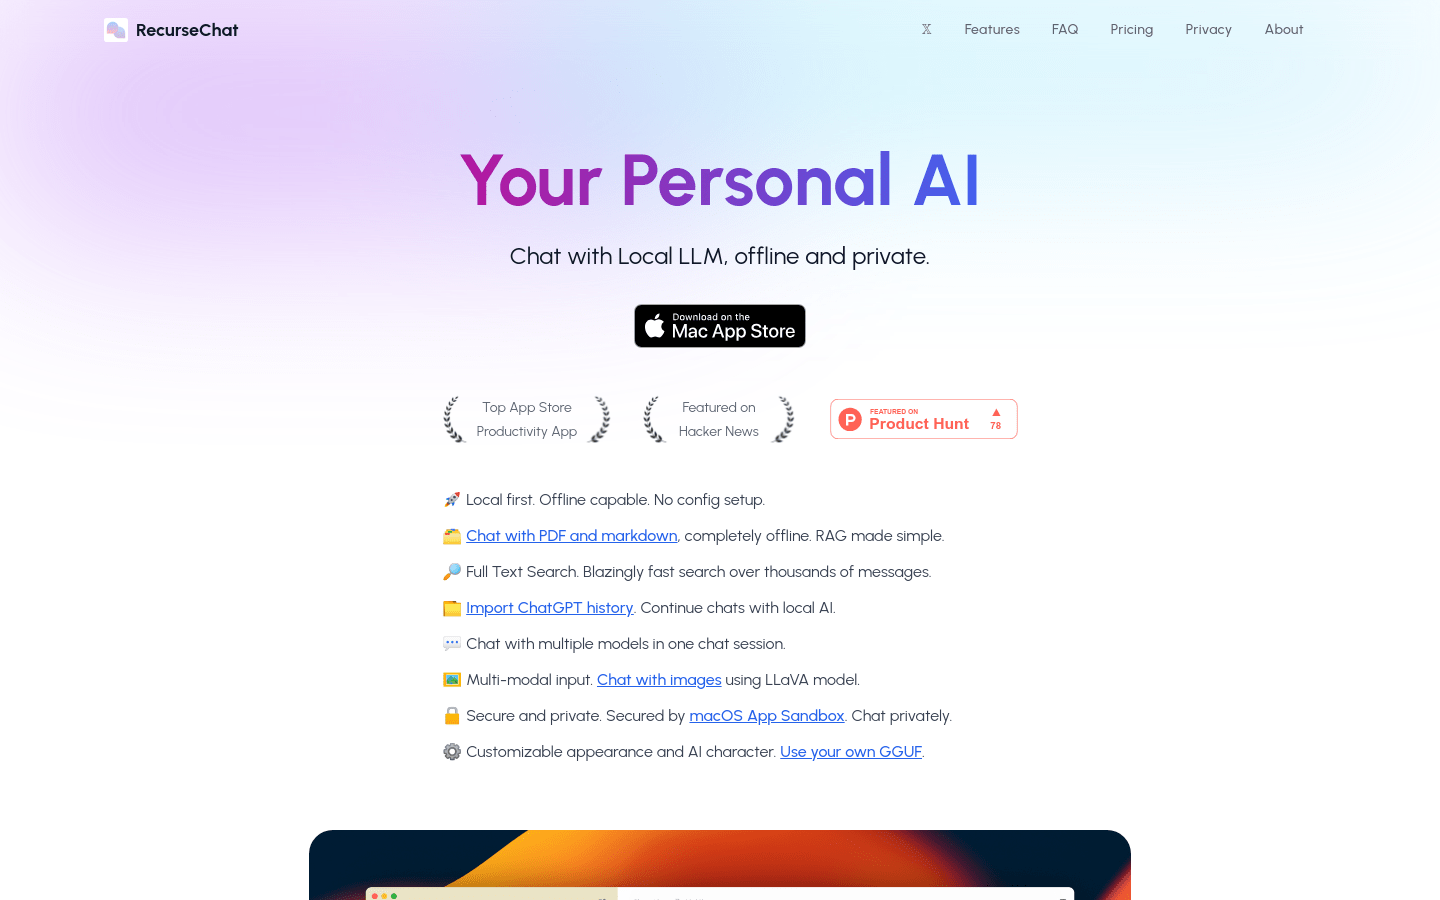 RecurseChat
𝕏 Features FAQ Pricing Privacy About
Your Personal AI
Chat with Local LLM, offline and private.
Download on the
Mac App Store
Top App Store
Productivity App
Featured on
Hacker News
FEATURED ON
Product Hunt
▲
78
🚀 Local first. Offline capable. No config setup.
🗂️ Chat with PDF and markdown, completely offline. RAG made simple.
🔎 Full Text Search. Blazingly fast search over thousands of messages.
📁 Import ChatGPT history. Continue chats with local AI.
💬 Chat with multiple models in one chat session.
🖼️ Multi-modal input. Chat with images using LLaVA model.
🔒 Secure and private. Secured by macOS App Sandbox. Chat privately.
⚙️ Customizable appearance and AI character. Use your own GGUF.